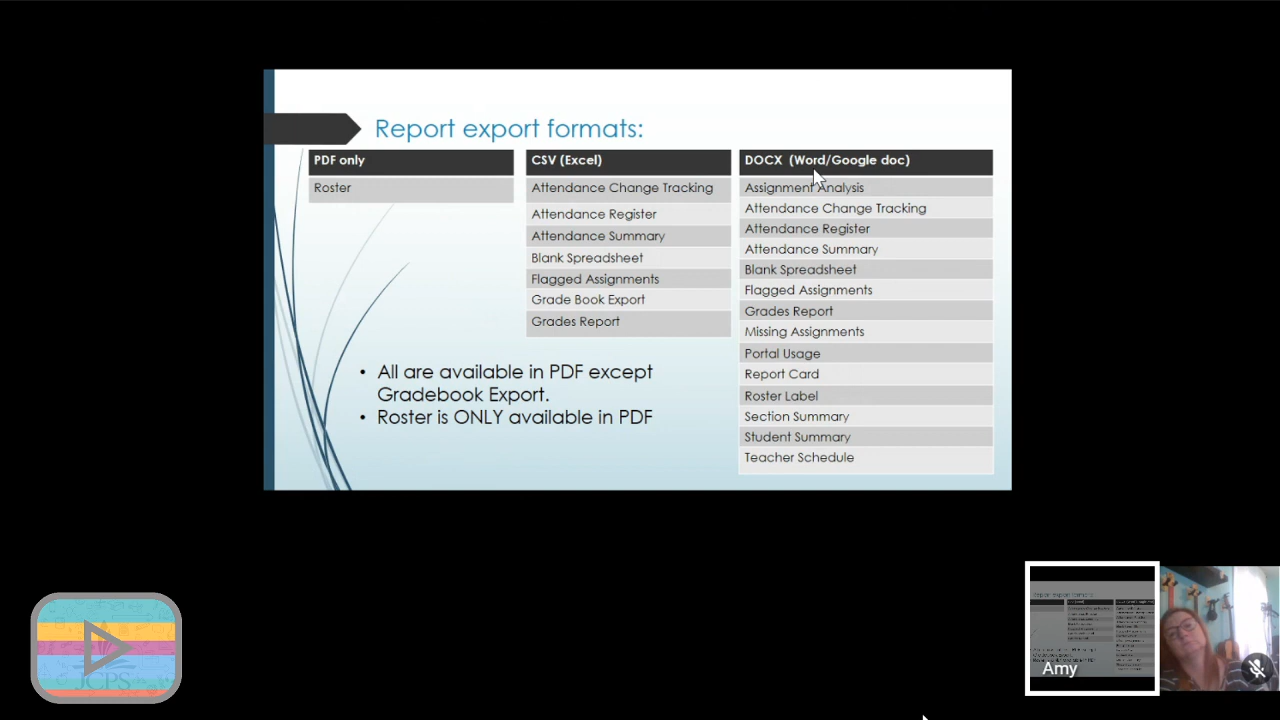 Report export formats:
PDF only
Roster
CSV (Excel)
Attendance Change Tracking
Attendance Register
Attendance Summary
Blank Spreadsheet
Flagged Assignments
Grade Book Export
Grades Report
DOCX (Word/Google doc)
Assignment Analysis
Attendance Change Tracking
Attendance Register
Attendance Summary
Blank Spreadsheet
Flagged Assignments
Grades Report
Missing Assignments
Portal Usage
Report Card
Roster Label
Section Summary
Student Summary
Teacher Schedule
• All are available in PDF except
Gradebook Export.
• Roster is ONLY available in PDF
JCPS
Amy